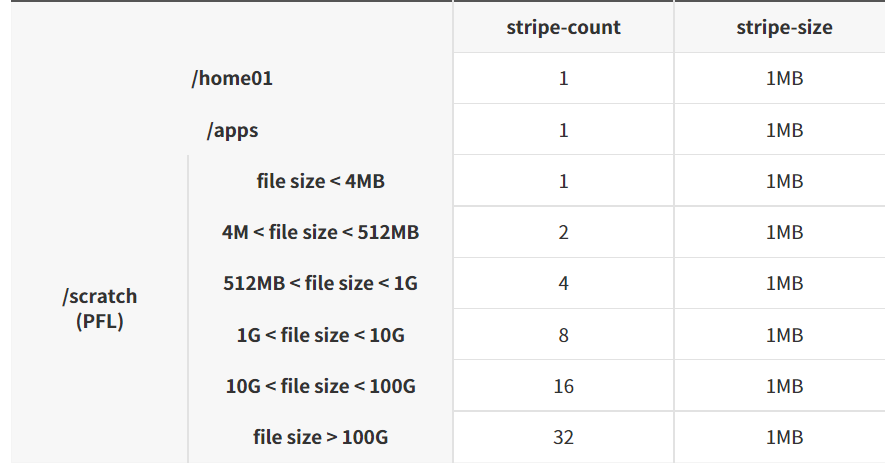 stripe-count stripe-size
/home01 1 1MB
/apps 1 1MB
file size < 4MB 1 1MB
4M < file size < 512MB 2 1MB
512MB < file size < 1G 4 1MB
/scratch
(PFL)
1G < file size < 10G 8 1MB
10G < file size < 100G 16 1MB
file size > 100G 32 1MB